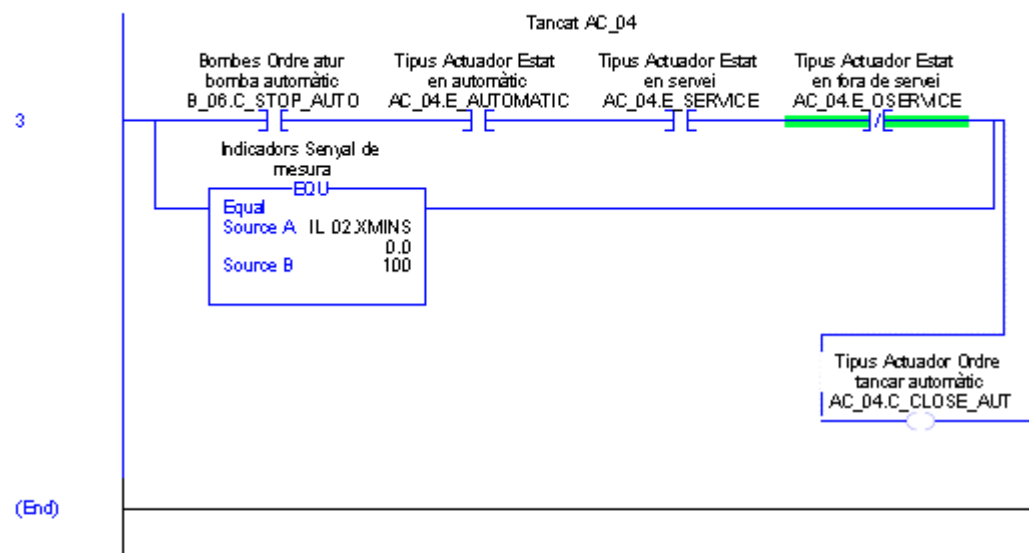 Tancat AC_04
Bombes Ordre atur
bomba automàtic
B_06.C_STOP_AUTO
Tipus Actuador Estat
en automàtic
AC_04.E_AUTOMATIC
Tipus Actuador Estat
en servei
AC_04.E_SERVICE
Tipus Actuador Estat
en fora de servei
AC_04.E_OSERVICE
3
Indicadors Senyal de
mesura
EQU
Equal
Source A IL_02.XMINS
0.0
Source B 100
Tipus Actuador Ordre
tancar automàtic
AC_04.C_CLOSE_AUT
(End)